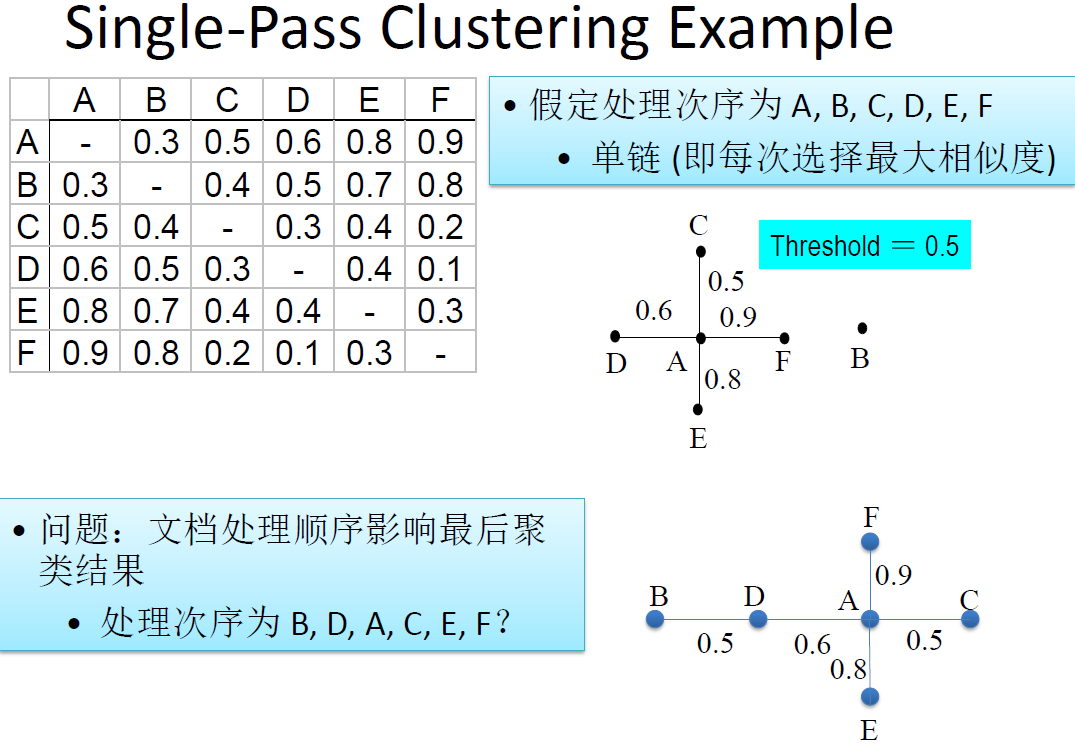 Single-Pass Clustering Example
A B C D E F
A - 0.3 0.5 0.6 0.8 0.9
B 0.3 - 0.4 0.5 0.7 0.8
C 0.5 0.4 - 0.3 0.4 0.2
D 0.6 0.5 0.3 - 0.4 0.1
E 0.8 0.7 0.4 0.4 - 0.3
F 0.9 0.8 0.2 0.1 0.3 -
• 假定处理次序为 A, B, C, D, E, F
• 单链 (即每次选择最大相似度)
Threshold ＝ 0.5
C
0.5
0.6 0.9
D A F B
0.8
E
• 问题：文档处理顺序影响最后聚
类结果
• 处理次序为 B, D, A, C, E, F?
F
0.9
B D A C
0.5 0.6 0.5
0.8
E